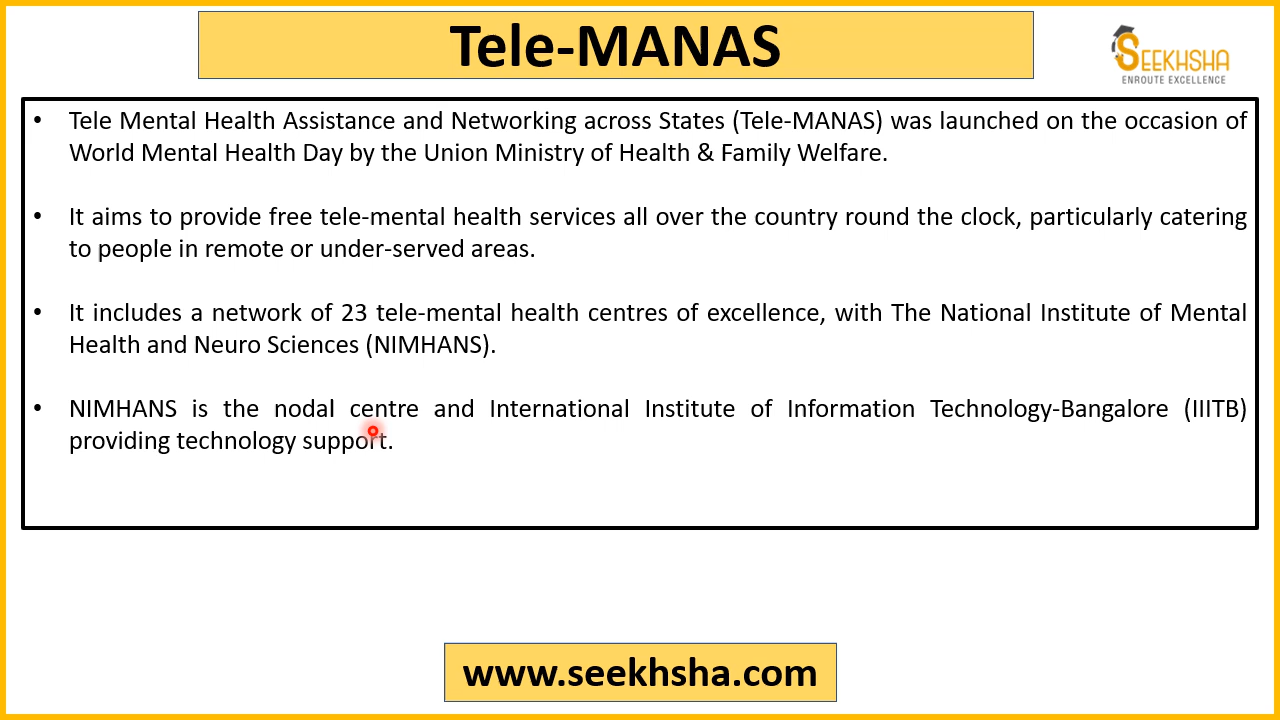 Tele-MANAS
SEEKHSHA
ENROUTE EXCELLENCE
• Tele Mental Health Assistance and Networking across States (Tele-MANAS) was launched on the occasion of
World Mental Health Day by the Union Ministry of Health & Family Welfare.
• It aims to provide free tele-mental health services all over the country round the clock, particularly catering
to people in remote or under-served areas.
• It includes a network of 23 tele-mental health centres of excellence, with The National Institute of Mental
Health and Neuro Sciences (NIMHANS).
• NIMHANS is the nodal centre and International Institute of Information Technology-Bangalore (IIITB)
providing technology support.
www.seekhsha.com